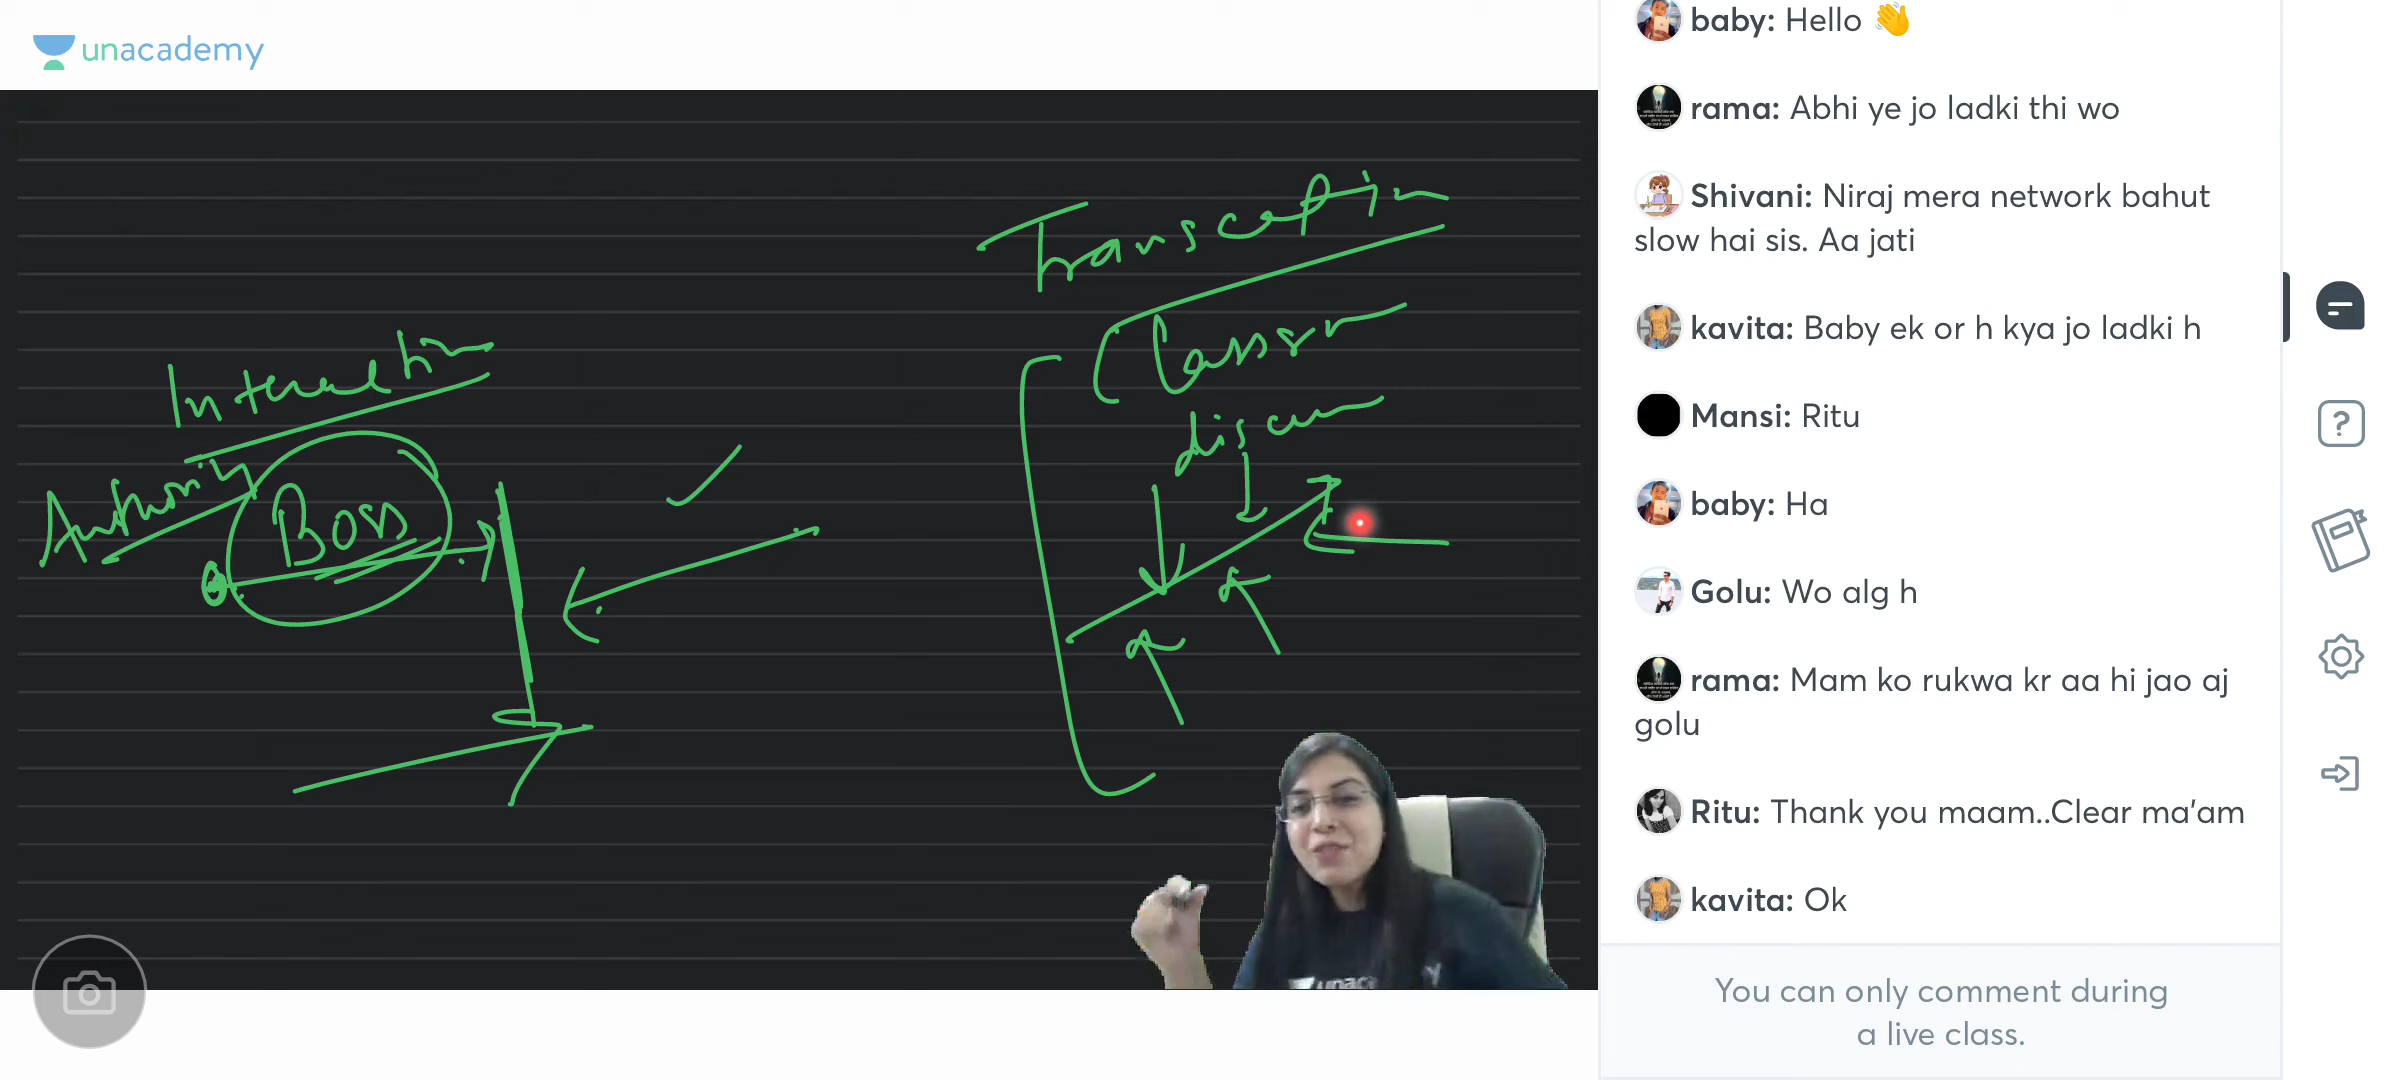 unacademy
Transcaption
Classrm
discun
Interaction
Authority
Boss
baby: Hello 👋
rama: Abhi ye jo ladki thi wo
Shivani: Niraj mera network bahut
slow hai sis. Aa jati
kavita: Baby ek or h kya jo ladki h
Mansi: Ritu
baby: Ha
Golu: Wo alg h
rama: Mam ko rukwa kr aa hi jao aj
golu
Ritu: Thank you maam..Clear ma'am
kavita: Ok
You can only comment during
a live class.